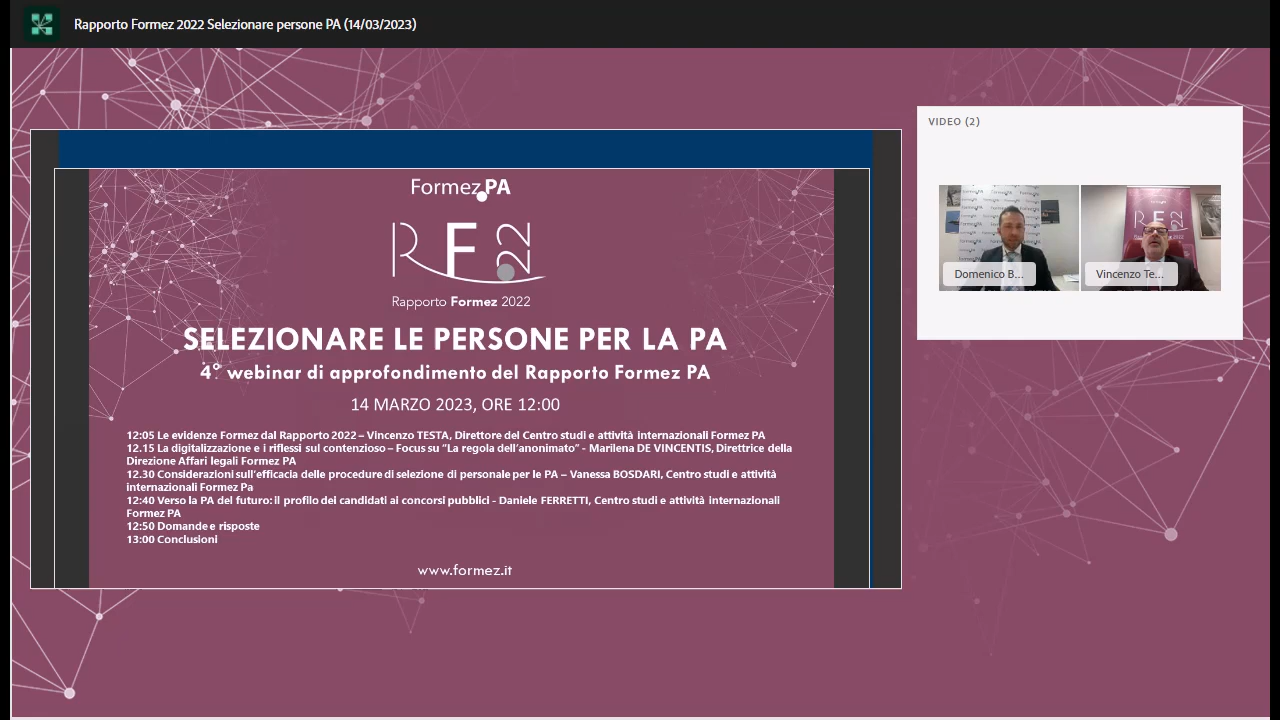 Rapporto Formez 2022 Selezionare persone PA (14/03/2023)
VIDEO (2)
Domenico B...
Vincenzo Te...
FormezPA
RF22
Rapporto Formez 2022
SELEZIONARE LE PERSONE PER LA PA
4° webinar di approfondimento del Rapporto Formez PA
14 MARZO 2023, ORE 12:00
12:05 Le evidenze Formez dal Rapporto 2022 – Vincenzo TESTA, Direttore del Centro studi e attività internazionali Formez PA
12.15 La digitalizzazione e i riflessi sul contenzioso – Focus su "La regola dell'anonimato" - Marilena DE VINCENTIS, Direttrice della
Direzione Affari legali Formez PA
12.30 Considerazioni sull'efficacia delle procedure di selezione di personale per le PA – Vanessa BOSDARI, Centro studi e attività
internazionali Formez Pa
12:40 Verso la PA del futuro: il profilo dei candidati ai concorsi pubblici - Daniele FERRETTI, Centro studi e attività internazionali
Formez PA
12:50 Domande e risposte
13:00 Conclusioni
www.formez.it